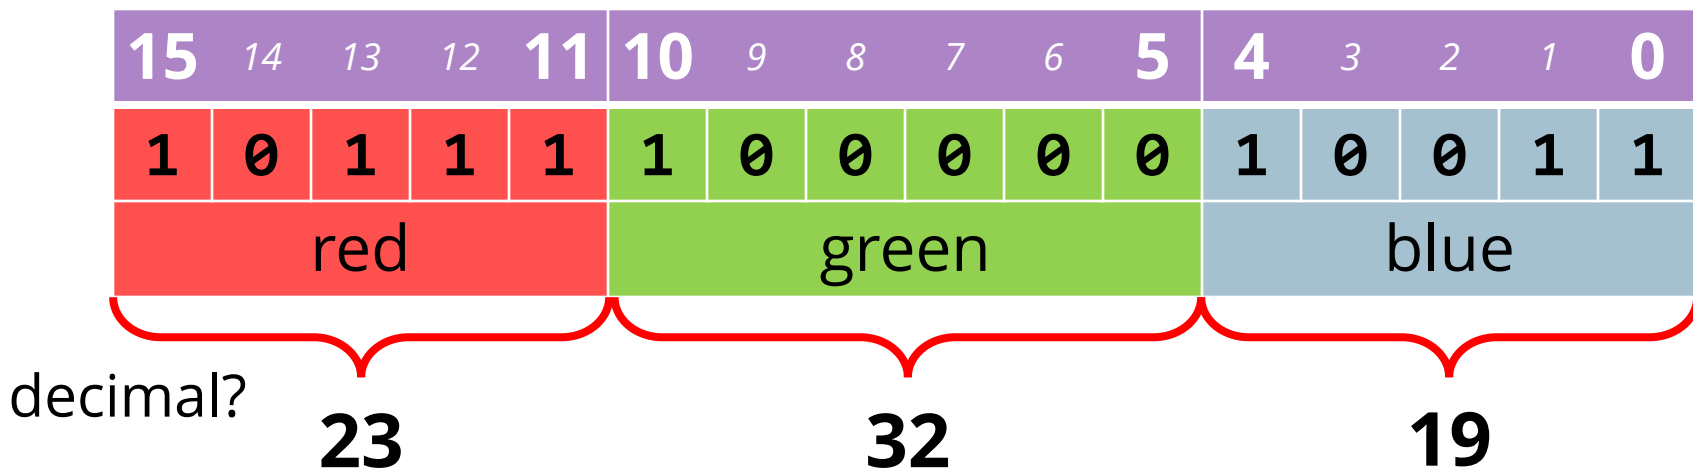 15 14 13 12 11 10 9 8 7 6 5 4 3 2 1 0
1 0 1 1 1 1 0 0 0 0 0 1 0 0 1 1
red green blue
decimal? 23 32 19